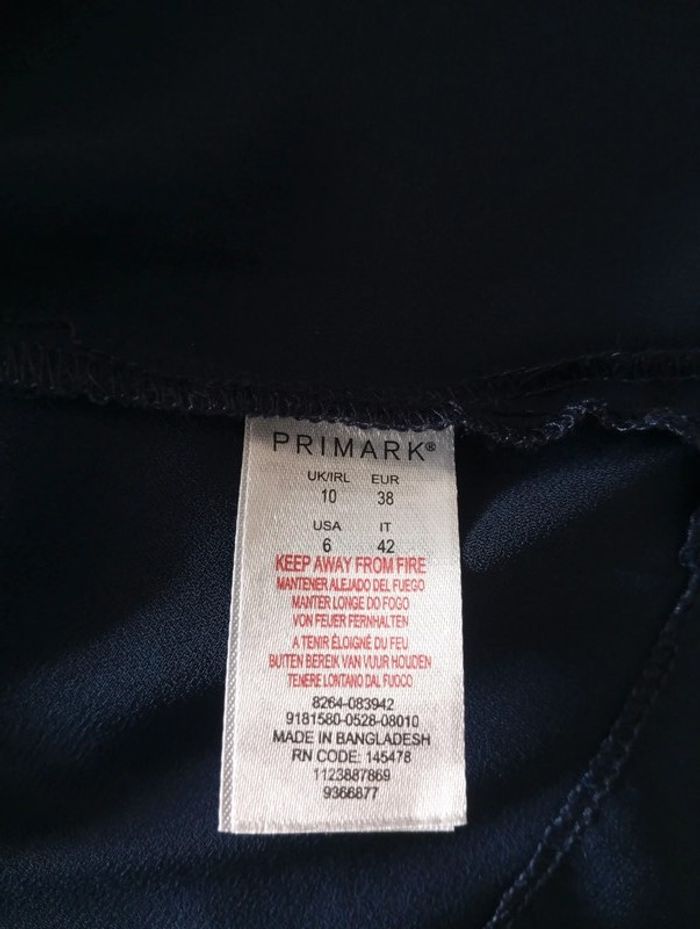 PRIMARK®
UK/IRL EUR
10 38
USA IT
6 42
KEEP AWAY FROM FIRE
MANTENER ALEJADO DEL FUEGO
MANTER LONGE DO FOGO
VON FEUER FERNHALTEN
A TENIR ÉLOIGNÉ DU FEU
BUITEN BEREIK VAN VUUR HOUDEN
TENERE LONTANO DAL FUOCO
8264-083942
9181580-0528-08010
MADE IN BANGLADESH
RN CODE: 145478
1123887869
9366877